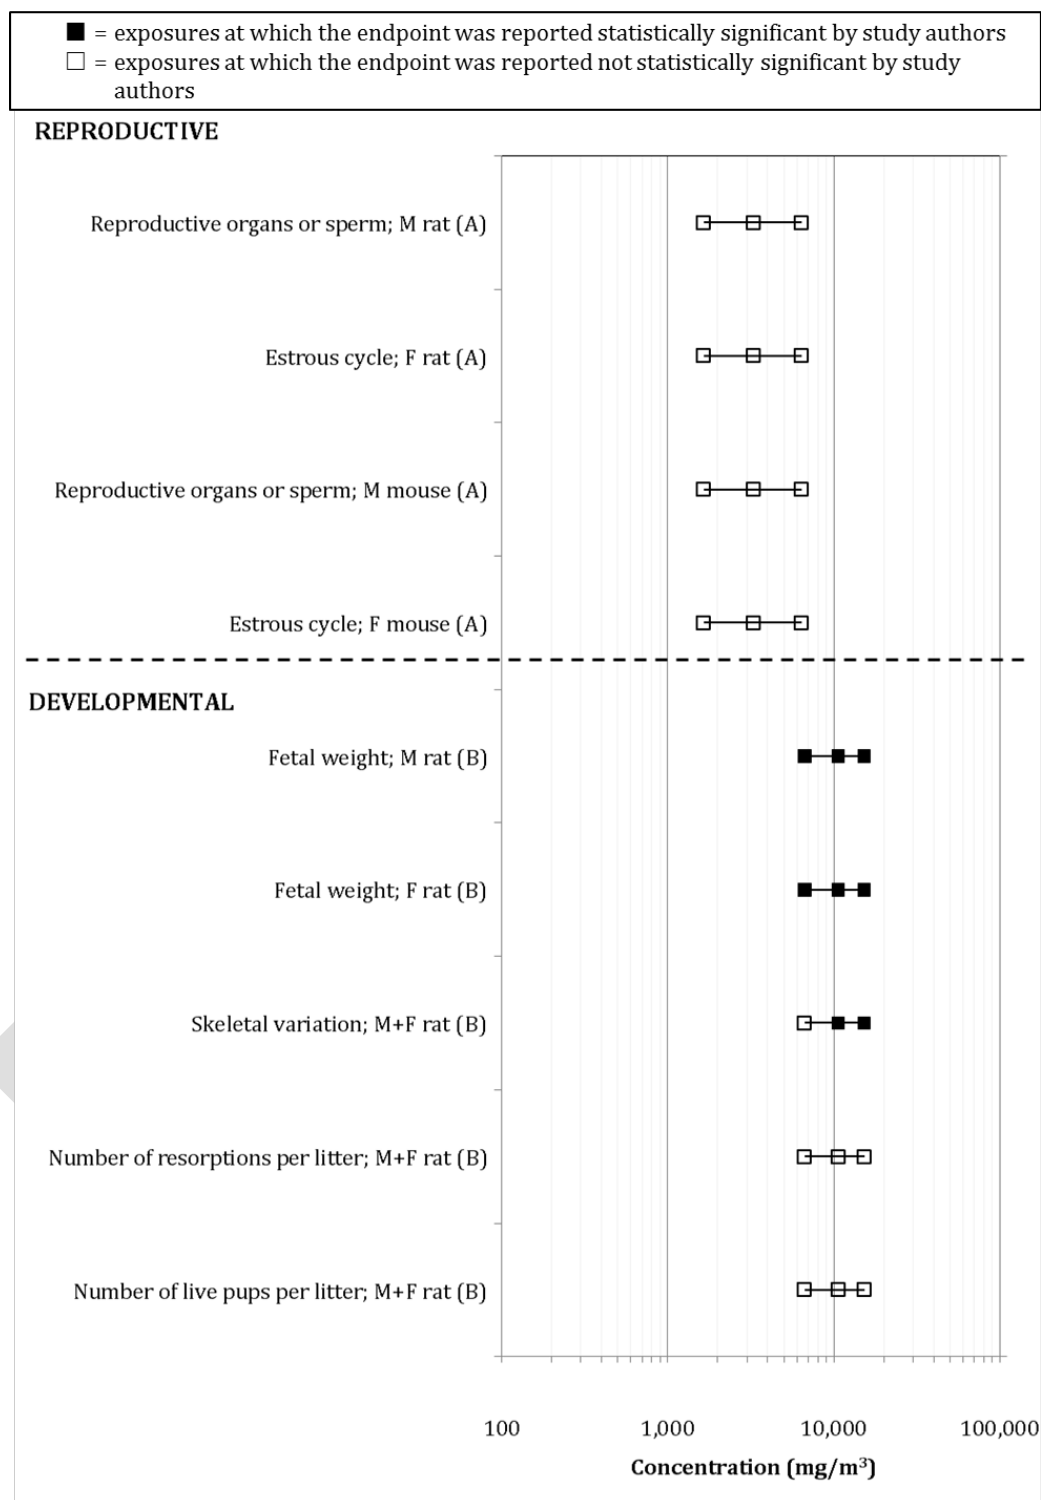 ■ = exposures at which the endpoint was reported statistically significant by study authors
□ = exposures at which the endpoint was reported not statistically significant by study
authors
REPRODUCTIVE
Reproductive organs or sperm; M rat (A)
Estrous cycle; F rat (A)
Reproductive organs or sperm; M mouse (A)
Estrous cycle; F mouse (A)
DEVELOPMENTAL
Fetal weight; M rat (B)
Fetal weight; F rat (B)
Skeletal variation; M+F rat (B)
Number of resorptions per litter; M+F rat (B)
Number of live pups per litter; M+F rat (B)
100 1,000 10,000 100,000
Concentration (mg/m³)